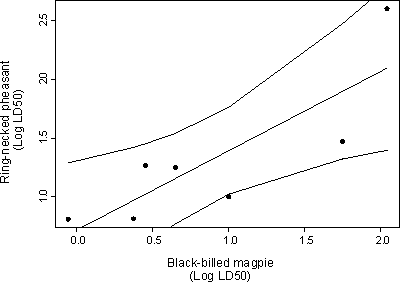 Ring-necked pheasant
(Log LD50)
2.5
2.0
1.5
1.0
0.0 0.5 1.0 1.5 2.0
Black-billed magpie
(Log LD50)